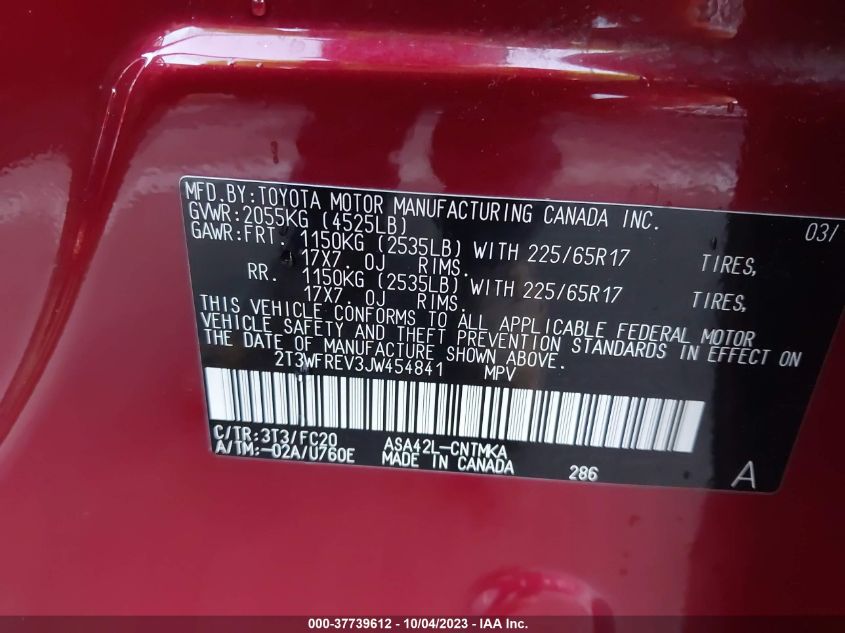 MFD.BY:TOYOTA MOTOR MANUFACTURING CANADA INC. 03/
GVWR:2055KG (4525LB)
GAWR:FRT. 1150KG (2535LB) WITH 225/65R17 TIRES,
17X7. 0J RIMS.
RR. 1150KG (2535LB) WITH 225/65R17 TIRES,
17X7. 0J RIMS.
THIS VEHICLE CONFORMS TO ALL APPLICABLE FEDERAL MOTOR
VEHICLE SAFETY AND THEFT PREVENTION STANDARDS IN EFFECT ON
THE DATE OF MANUFACTURE SHOWN ABOVE.
2T3WFREV3JW454841 MPV
C/TR:3T3/FC20 ASA42L-CNTMKA
A/TM:-02A/U760E MADE IN CANADA 286 A
000-37739612 - 10/04/2023 - IAA Inc.